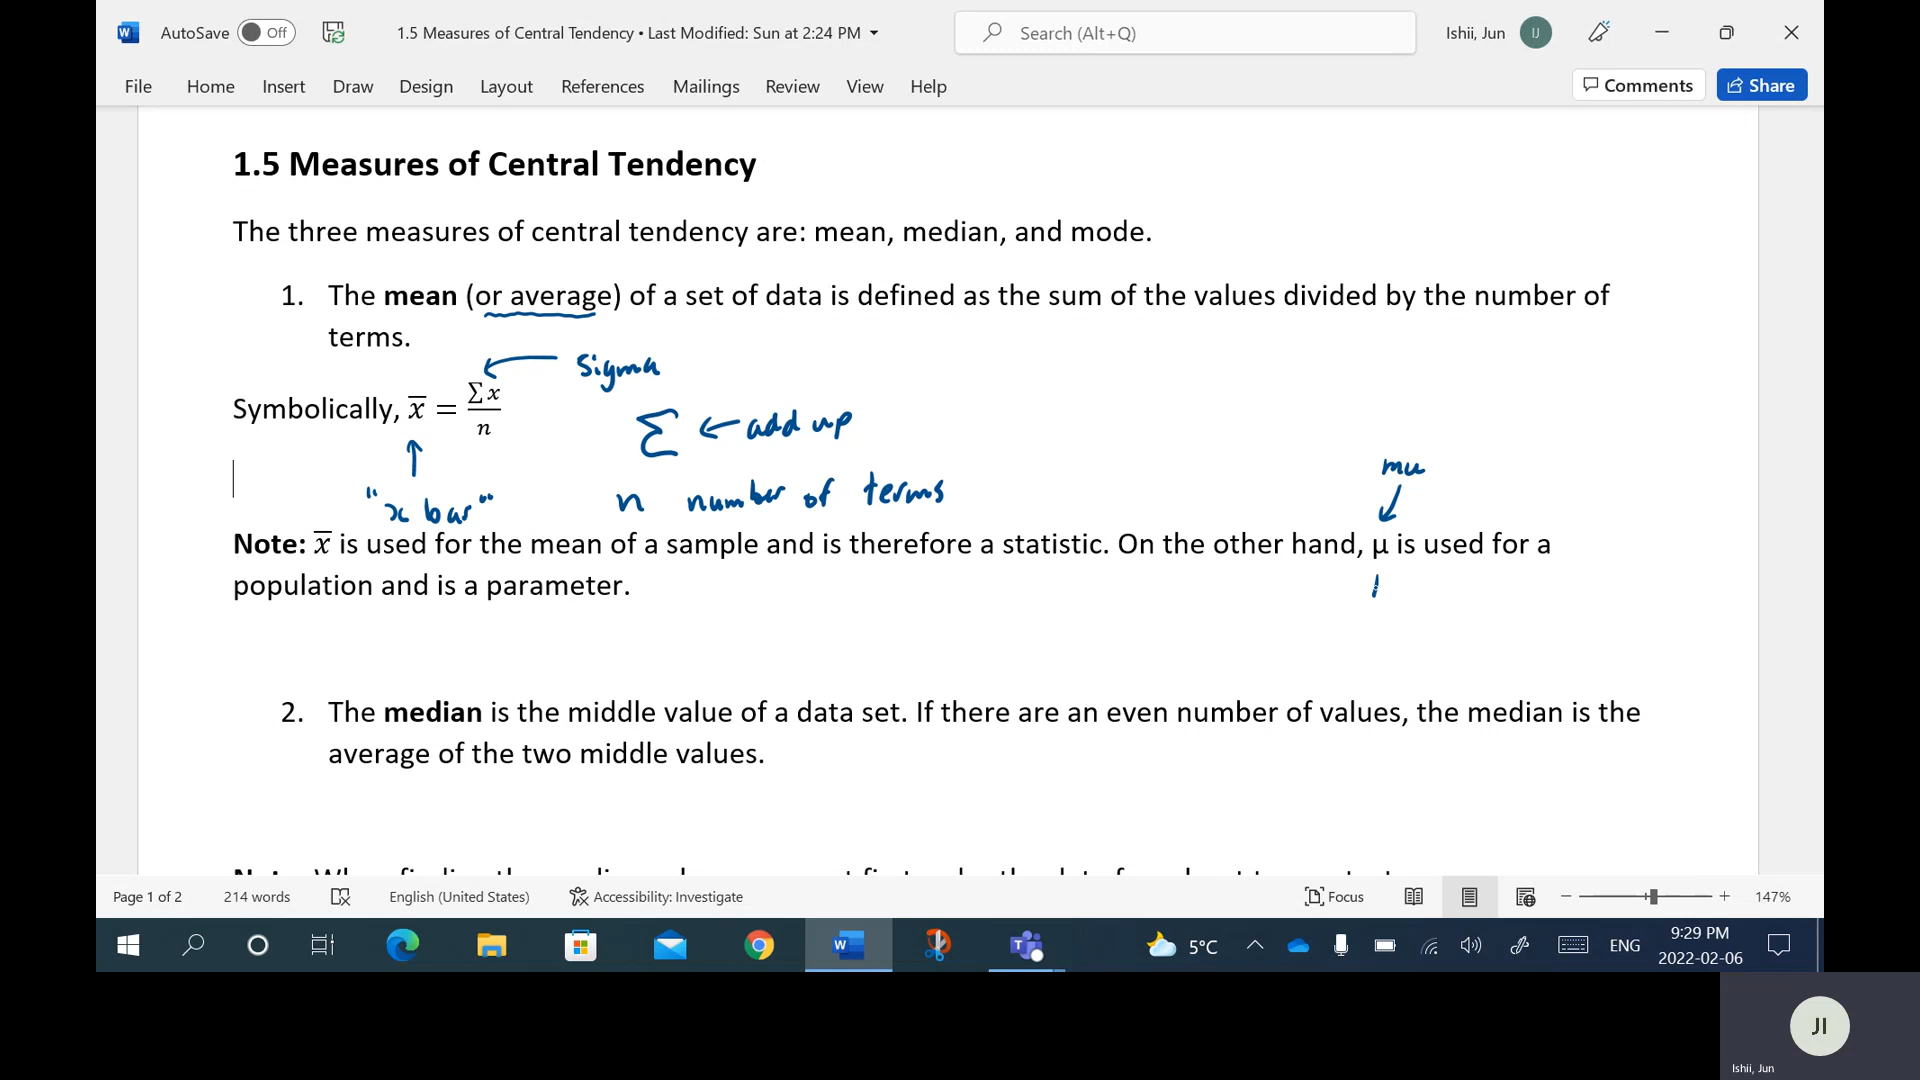 AutoSave Off 1.5 Measures of Central Tendency • Last Modified: Sun at 2:24 PM Search (Alt+Q) Ishii, Jun IJ
File Home Insert Draw Design Layout References Mailings Review View Help Comments Share
1.5 Measures of Central Tendency
The three measures of central tendency are: mean, median, and mode.
1. The mean (or average) of a set of data is defined as the sum of the values divided by the number of
terms.
sigma
Symbolically, x̅ = ∑x / n
Σ ← add up
"x bar"
n number of terms
mu
Note: x̅ is used for the mean of a sample and is therefore a statistic. On the other hand, µ is used for a
population and is a parameter.
2. The median is the middle value of a data set. If there are an even number of values, the median is the
average of the two middle values.
Page 1 of 2 214 words English (United States) Accessibility: Investigate Focus 147%
5°C ENG 9:29 PM
2022-02-06
JI
Ishii, Jun